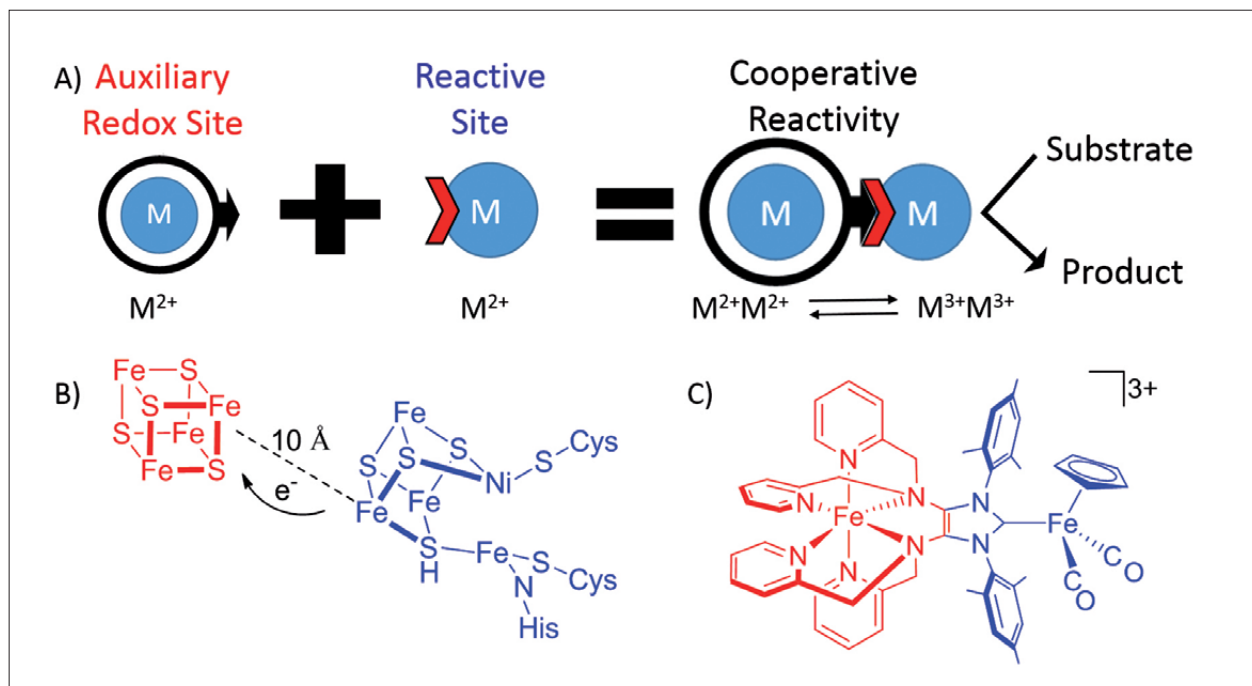 A)
Auxiliary
Redox Site
Reactive
Site
Cooperative
Reactivity
M
M
M
M
Substrate
Product
M²⁺
M²⁺
M²⁺M²⁺
M³⁺M³⁺
B)
Fe
S
S
Fe
S
Fe
Fe
S
10 Å
e⁻
Fe
S
S
S
Ni
S
Cys
Fe
Fe
S
H
Fe
S
Cys
N
His
C)
3+
N
N
N
N
Fe
Fe
N
N
N
N
CO
CO